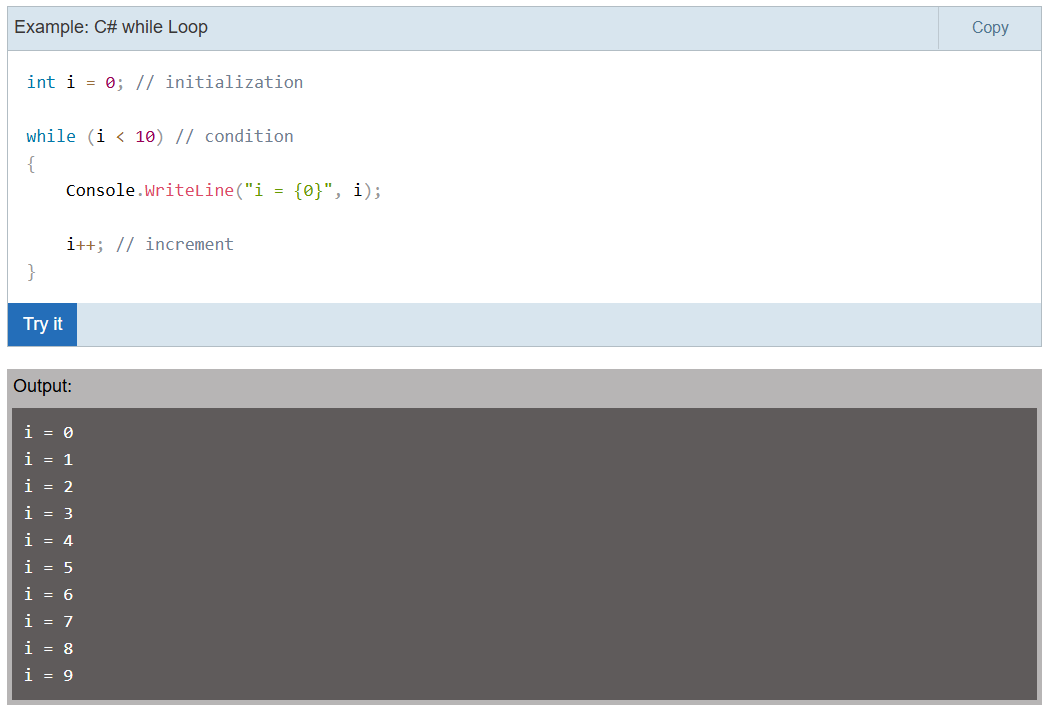 Example: C# while Loop
Copy
int i = 0; // initialization
while (i < 10) // condition
{
    Console.WriteLine("i = {0}", i);
    i++; // increment
}
Try it
Output:
i = 0
i = 1
i = 2
i = 3
i = 4
i = 5
i = 6
i = 7
i = 8
i = 9